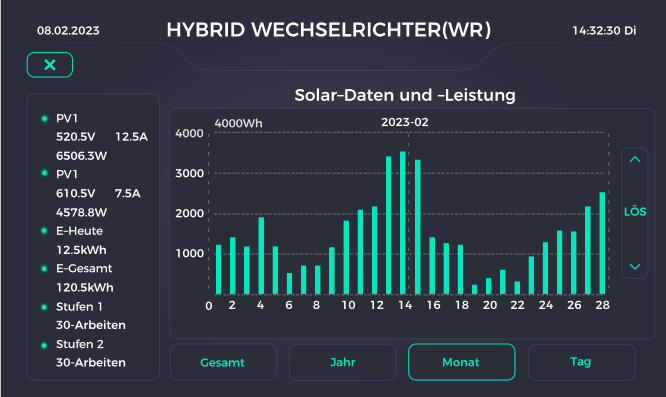 08.02.2023
HYBRID WECHSELRICHTER(WR)
14:32:30 Di
PV1
520.5V 12.5A
6506.3W
PV1
610.5V 7.5A
4578.8W
E-Heute
12.5kWh
E-Gesamt
120.5kWh
Stufen 1
30-Arbeiten
Stufen 2
30-Arbeiten
Solar–Daten und –Leistung
4000Wh
2023-02
4000
3000
2000
1000
0 2 4 6 8 10 12 14 16 18 20 22 24 26 28
LÖS
Gesamt Jahr Monat Tag